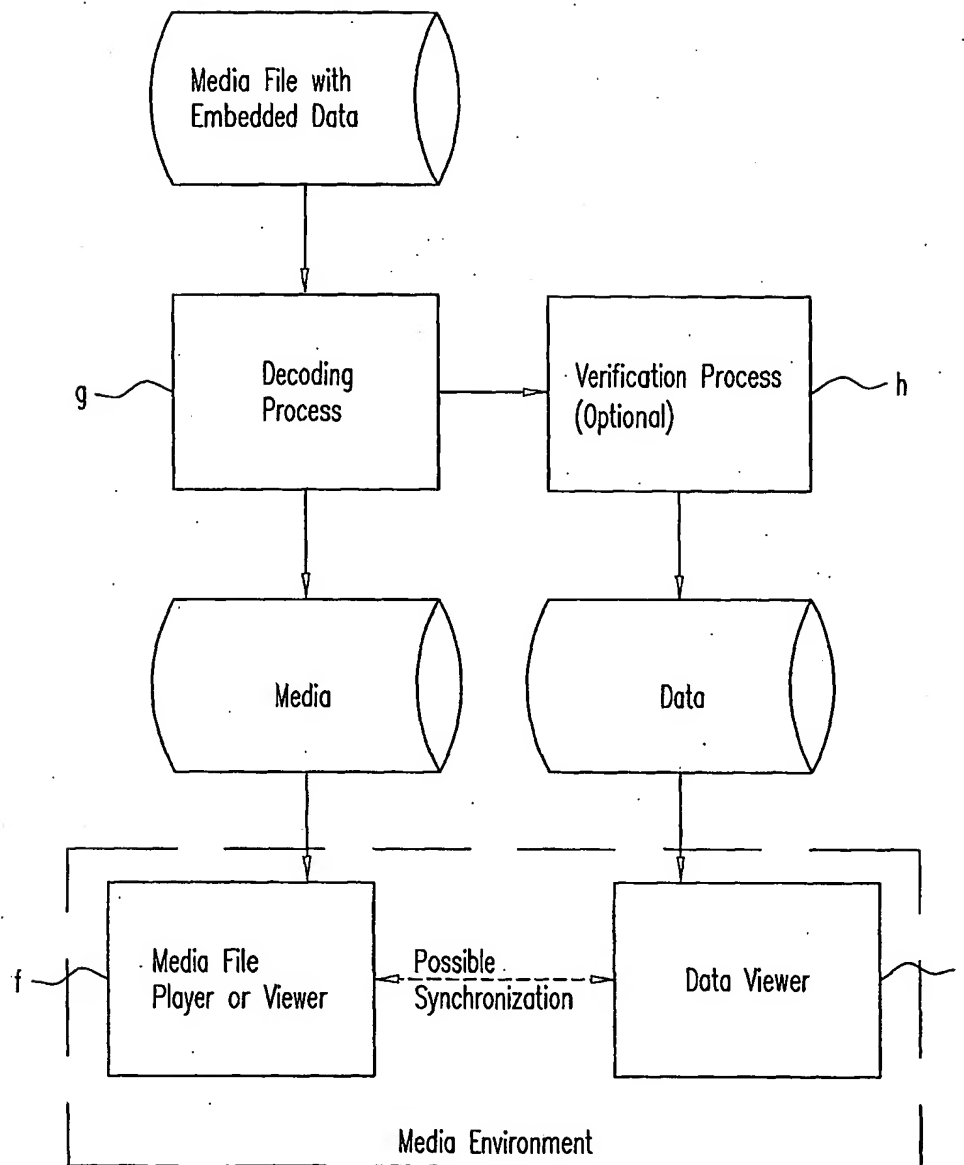 Media File with
Embedded Data
g
Decoding
Process
Verification Process
(Optional)
h
Media
Data
f
Media File
Player or Viewer
Possible
Synchronization
Data Viewer
Media Environment